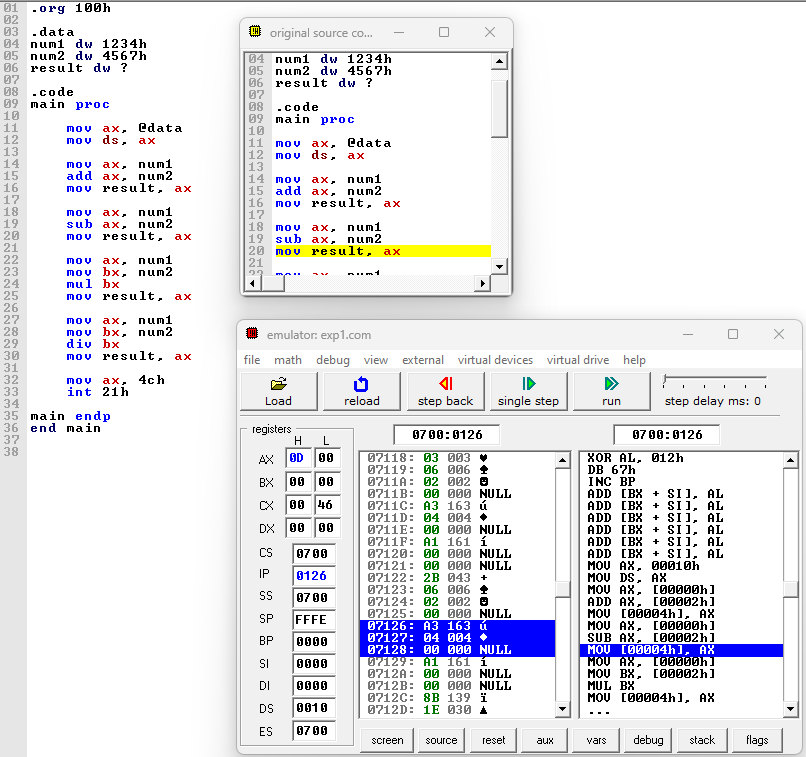 01 .org 100h
02
03 .data
04 num1 dw 1234h
05 num2 dw 4567h
06 result dw ?
07
08 .code
09 main proc
10
11 mov ax, @data
12 mov ds, ax
13
14 mov ax, num1
15 add ax, num2
16 mov result, ax
17
18 mov ax, num1
19 sub ax, num2
20 mov result, ax
21
22 mov ax, num1
23 mov bx, num2
24 mul bx
25 mov result, ax
26
27 mov ax, num1
28 mov bx, num2
29 div bx
30 mov result, ax
31
32 mov ax, 4ch
33 int 21h
34
35 main endp
36 end main
37
38
original source co...
04 num1 dw 1234h
05 num2 dw 4567h
06 result dw ?
07
08 .code
09 main proc
10
11 mov ax, @data
12 mov ds, ax
13
14 mov ax, num1
15 add ax, num2
16 mov result, ax
17
18 mov ax, num1
19 sub ax, num2
20 mov result, ax
21
22 mov ax, num1
emulator: exp1.com
file math debug view external virtual devices virtual drive help
Load reload step back single step run step delay ms: 0
registers
H L
AX 0D 00
BX 00 00
CX 00 46
DX 00 00
CS 0700
IP 0126
SS 0700
SP FFFE
BP 0000
SI 0000
DI 0000
DS 0010
ES 0700
0700:0126
07118: 03 003 ♥
07119: 06 006 ♠
0711A: 02 002 ☻
0711B: 00 000 NULL
0711C: A3 163 ú
0711D: 04 004 ♦
0711E: 00 000 NULL
0711F: A1 161 í
07120: 00 000 NULL
07121: 00 000 NULL
07122: 2B 043 +
07123: 06 006 ♠
07124: 02 002 ☻
07125: 00 000 NULL
07126: A3 163 ú
07127: 04 004 ♦
07128: 00 000 NULL
07129: A1 161 í
0712A: 00 000 NULL
0712B: 00 000 NULL
0712C: 8B 139 ï
0712D: 1E 030 ▲
0700:0126
XOR AL, 012h
DB 67h
INC BP
ADD [BX + SI], AL
ADD [BX + SI], AL
ADD [BX + SI], AL
ADD [BX + SI], AL
ADD [BX + SI], AL
ADD [BX + SI], AL
MOV AX, 00010h
MOV DS, AX
MOV AX, [00000h]
ADD AX, [00002h]
MOV [00004h], AX
MOV AX, [00000h]
SUB AX, [00002h]
MOV [00004h], AX
MOV AX, [00000h]
MOV BX, [00002h]
MUL BX
MOV [00004h], AX
...
screen source reset aux vars debug stack flags